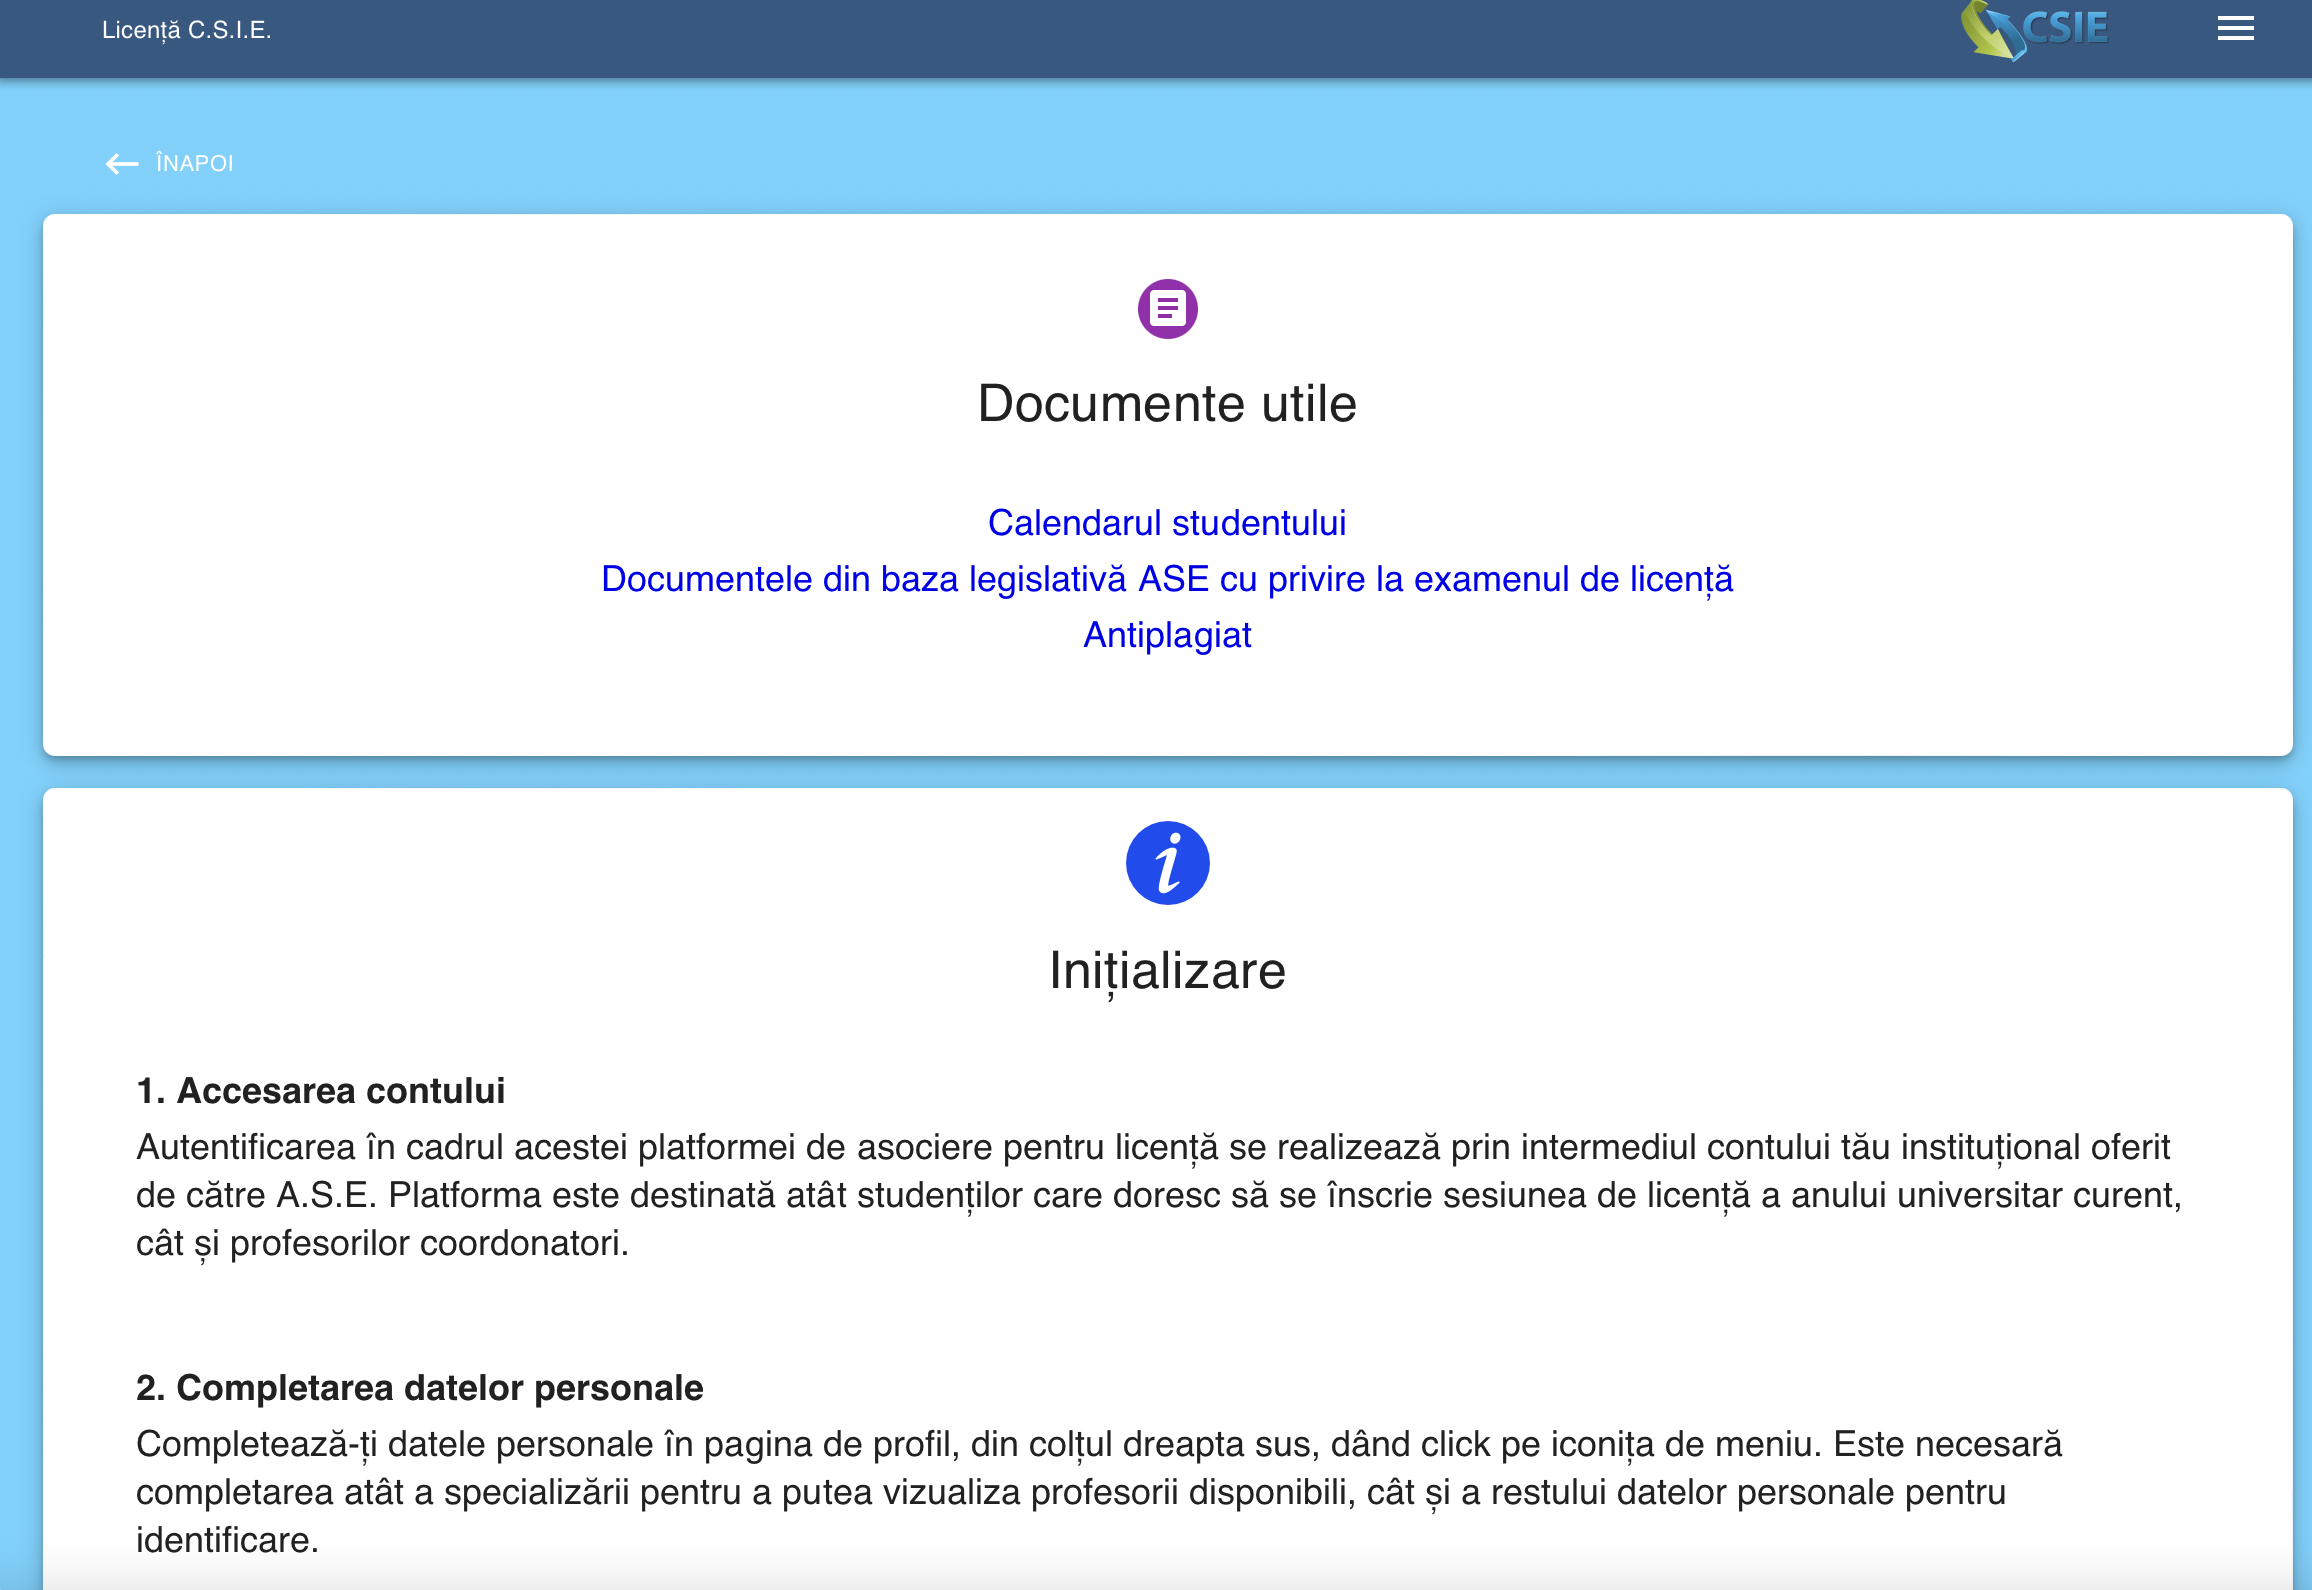 Licență C.S.I.E.
CSIE
ÎNAPOI
Documente utile
Calendarul studentului
Documentele din baza legislativă ASE cu privire la examenul de licență
Antiplagiat
i
Inițializare
1. Accesarea contului
Autentificarea în cadrul acestei platformei de asociere pentru licență se realizează prin intermediul contului tău instituțional oferit
de către A.S.E. Platforma este destinată atât studenților care doresc să se înscrie sesiunea de licență a anului universitar curent,
cât și profesorilor coordonatori.
2. Completarea datelor personale
Completează-ți datele personale în pagina de profil, din colțul dreapta sus, dând click pe iconița de meniu. Este necesară
completarea atât a specializării pentru a putea vizualiza profesorii disponibili, cât și a restului datelor personale pentru
identificare.